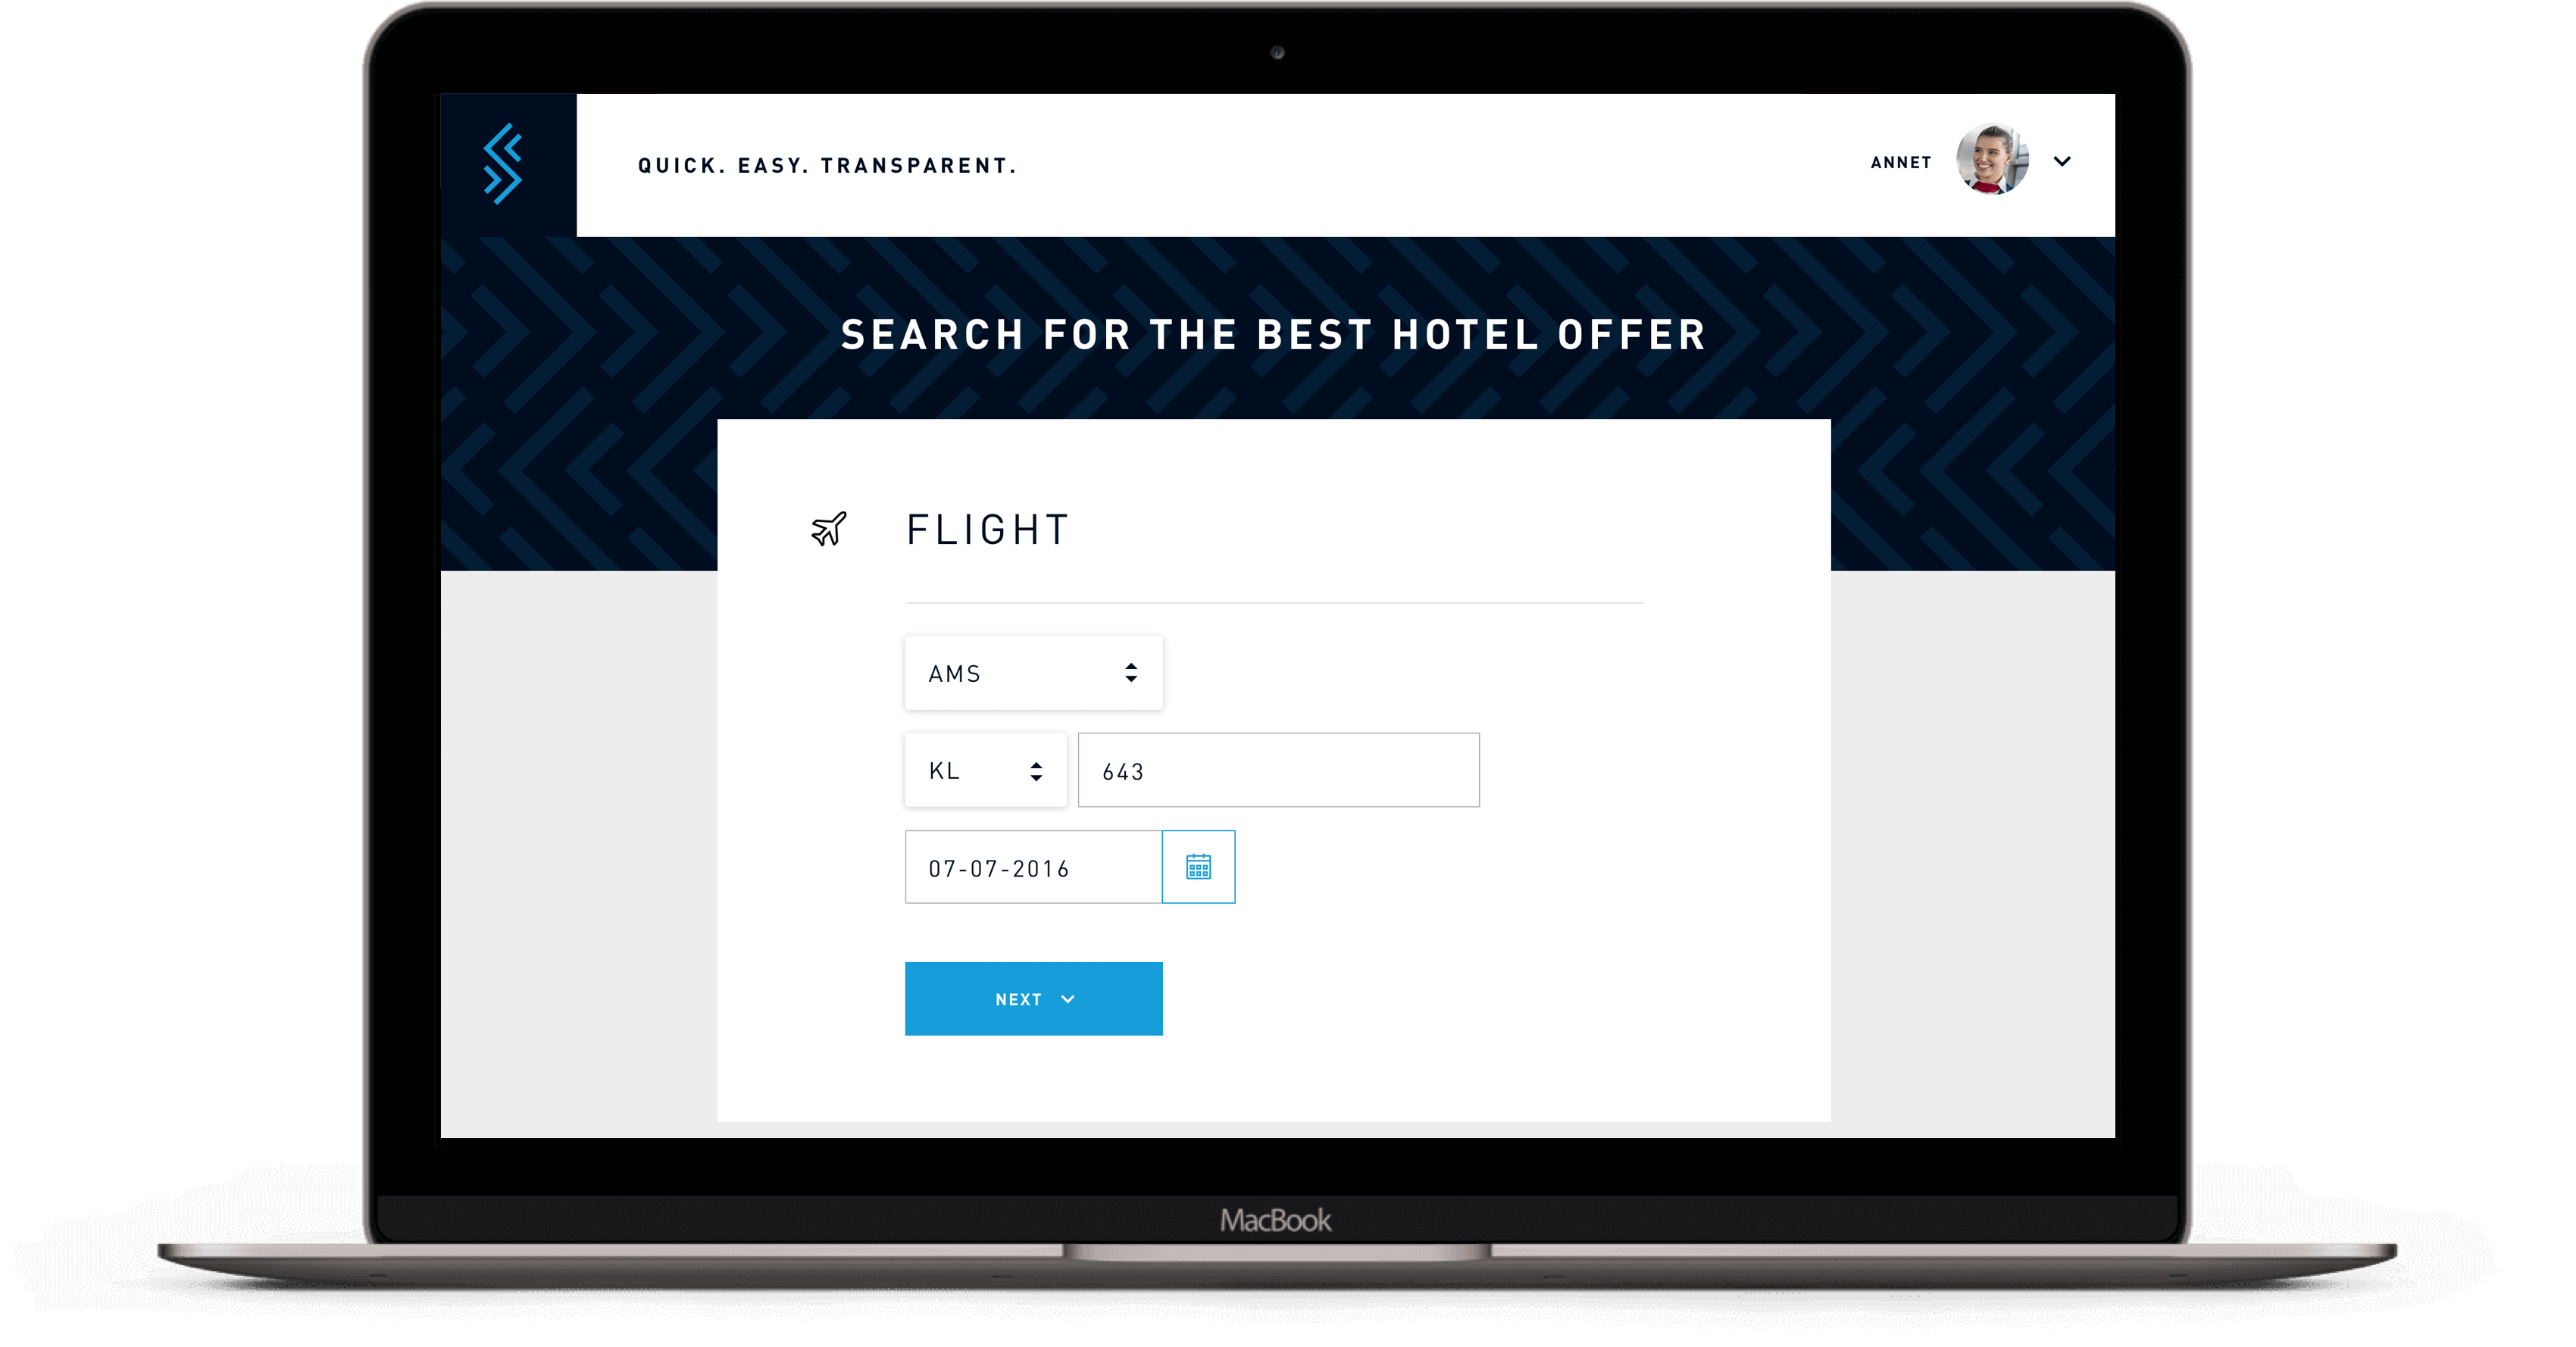 QUICK. EASY. TRANSPARENT.
ANNET
SEARCH FOR THE BEST HOTEL OFFER
FLIGHT
AMS
KL
643
07-07-2016
NEXT
MacBook